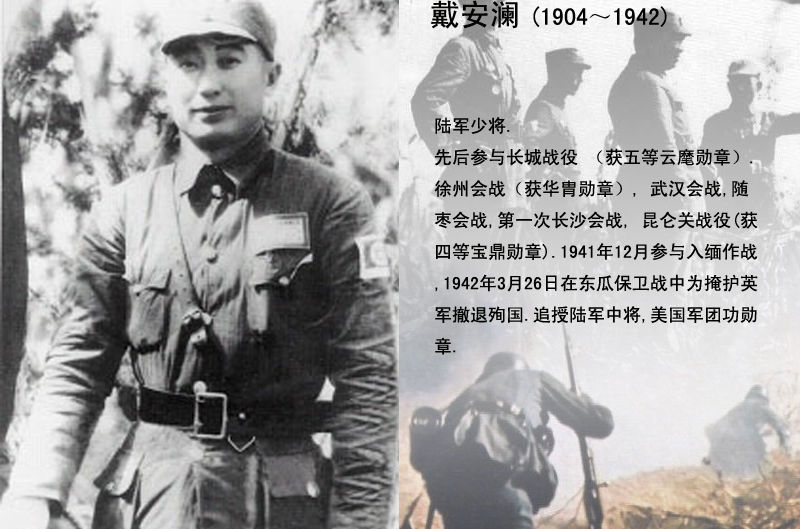 戴安澜 (1904～1942)
陆军少将.
先后参与长城战役 （获五等云麾勋章）.
徐州会战（获华胄勋章）, 武汉会战,随
枣会战,第一次长沙会战, 昆仑关战役(获
四等宝鼎勋章).1941年12月参与入缅作战
,1942年3月26日在东瓜保卫战中为掩护英
军撤退殉国.追授陆军中将,美国军团功勋
章.